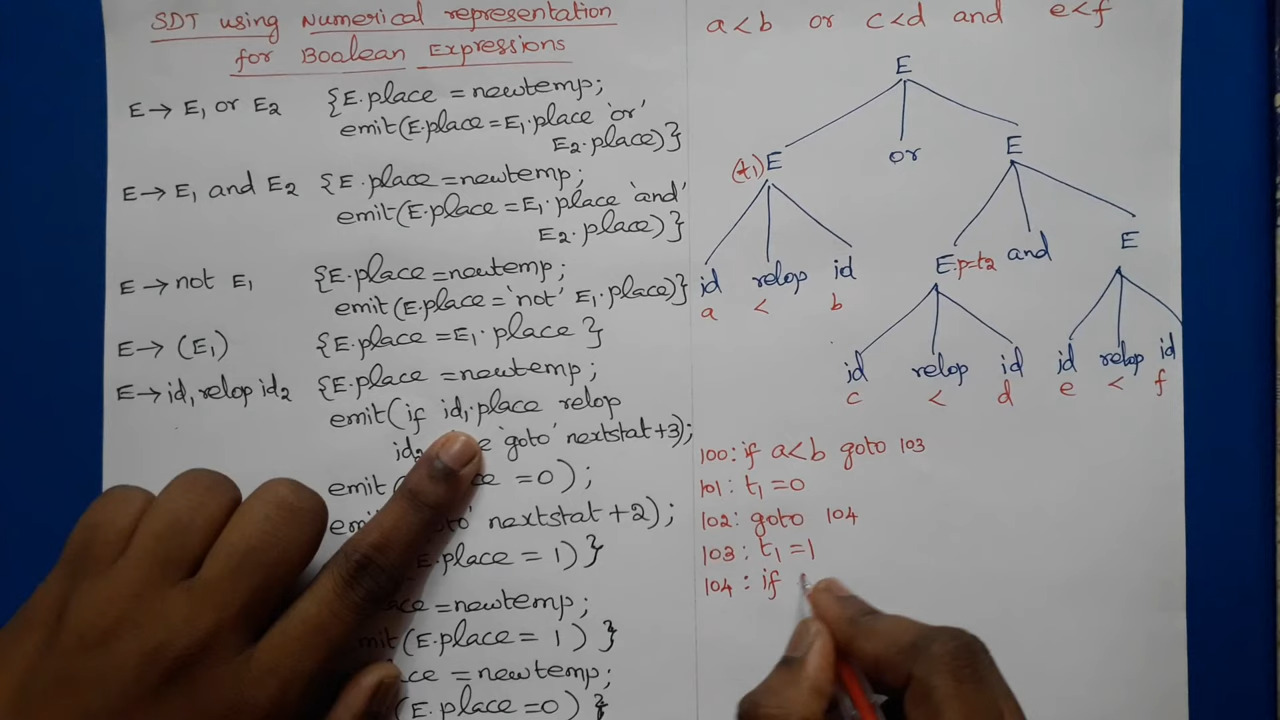 SDT using Numerical representation
for Boolean Expressions
E → E₁ or E₂ {E.place = newtemp;
emit(E.place = E₁.place 'or'
E₂.place)}
E → E₁ and E₂ {E.place = newtemp;
emit(E.place = E₁.place 'and'
E₂.place)}
E → not E₁ {E.place = newtemp;
emit(E.place = 'not' E₁.place)}
E → (E₁) {E.place = E₁.place }
E → id₁ relop id₂ {E.place = newtemp;
emit(if id₁.place relop
id₂ 'goto' nextstat+3);
emit( = 0);
nextstat + 2);
E.place = 1)}
= newtemp;
(E.place = 1) }
= newtemp;
(E.place = 0) }
a < b or c < d and e < f
E
(t₁) E or E
id relop id E.p=t₂ and E
a < b
id relop id id relop id
c < d e < f
100: if a < b goto 103
101: t₁ = 0
102: goto 104
103: t₁ = 1
104: if